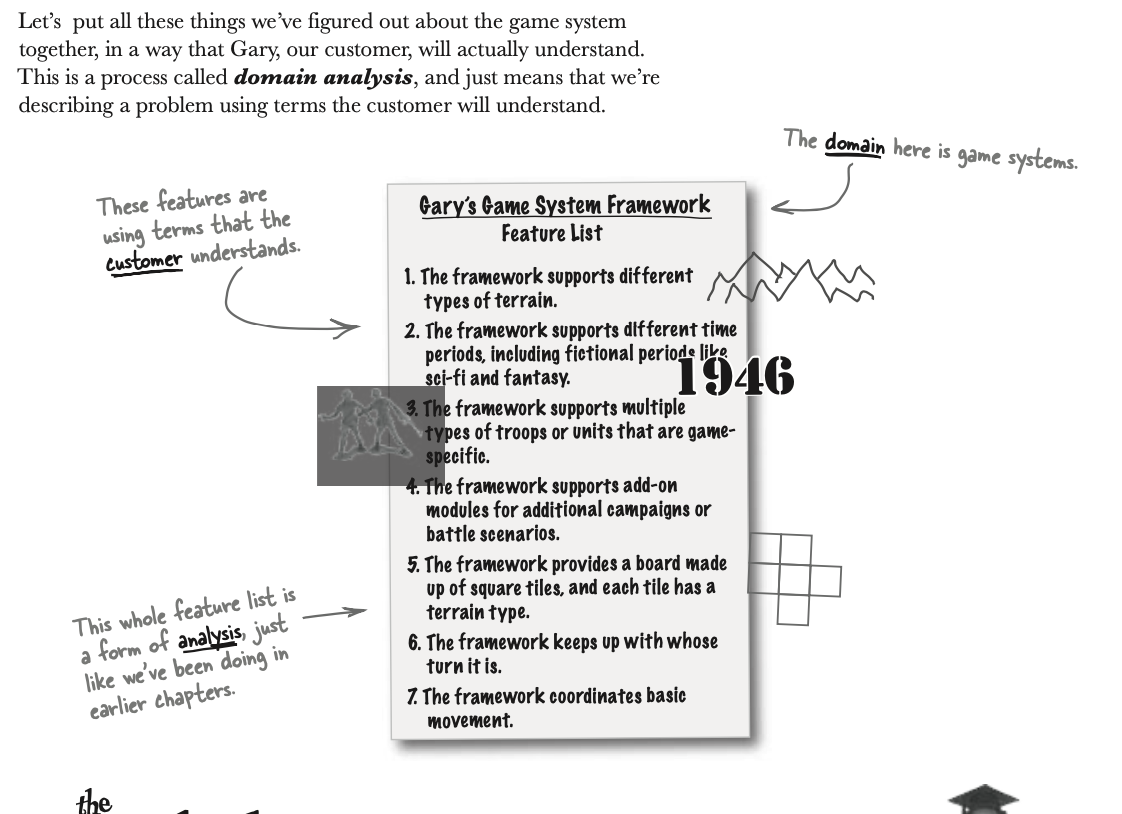 Let's put all these things we've figured out about the game system
together, in a way that Gary, our customer, will actually understand.
This is a process called domain analysis, and just means that we're
describing a problem using terms the customer will understand.
The domain here is game systems.
These features are
using terms that the
customer understands.
Gary's Game System Framework
Feature List
1. The framework supports different
types of terrain.
2. The framework supports different time
periods, including fictional periods like
sci-fi and fantasy.
1946
3. The framework supports multiple
types of troops or units that are game-
specific.
4. The framework supports add-on
modules for additional campaigns or
battle scenarios.
5. The framework provides a board made
up of square tiles, and each tile has a
terrain type.
6. The framework keeps up with whose
turn it is.
7. The framework coordinates basic
movement.
This whole feature list is
a form of analysis, just
like we've been doing in
earlier chapters.
the